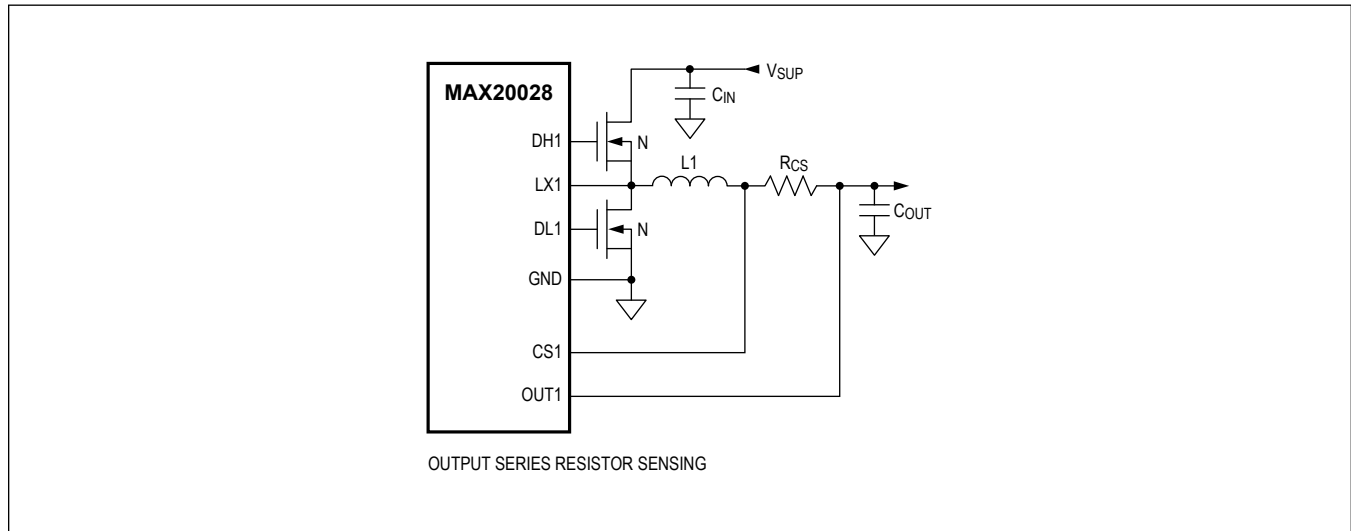 MAX20028
VSUP
CIN
DH1
N
L1
RCS
LX1
COUT
DL1
N
GND
CS1
OUT1
OUTPUT SERIES RESISTOR SENSING